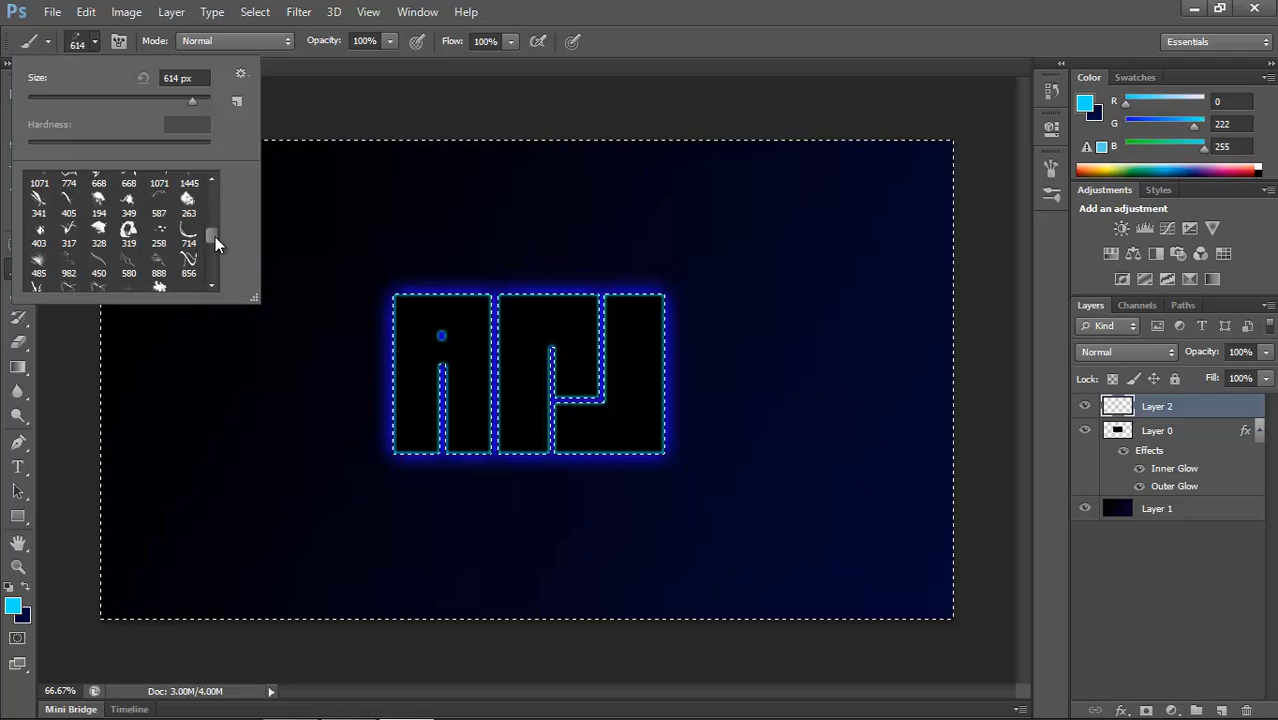 Ps File Edit Image Layer Type Select Filter 3D View Window Help
614 Mode: Normal Opacity: 100% Flow: 100% Essentials
Size: 614 px
Hardness:
1071 774 668 668 1071 1445
341 405 194 349 587 263
403 317 328 319 258 714
485 982 450 580 888 856
Color Swatches
R 0
G 222
B 255
Adjustments Styles
Add an adjustment
Layers Channels Paths
Kind
Normal Opacity: 100%
Lock: Fill: 100%
Layer 2
Layer 0 fx
Effects
Inner Glow
Outer Glow
Layer 1
66.67% Doc: 3.00M/4.00M
Mini Bridge Timeline